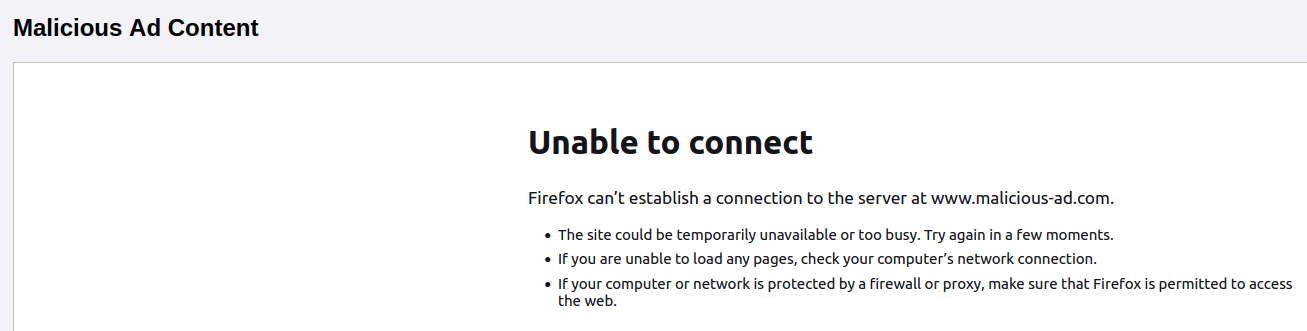 Malicious Ad Content
Unable to connect
Firefox can’t establish a connection to the server at www.malicious-ad.com.
• The site could be temporarily unavailable or too busy. Try again in a few moments.
• If you are unable to load any pages, check your computer’s network connection.
• If your computer or network is protected by a firewall or proxy, make sure that Firefox is permitted to access
the web.